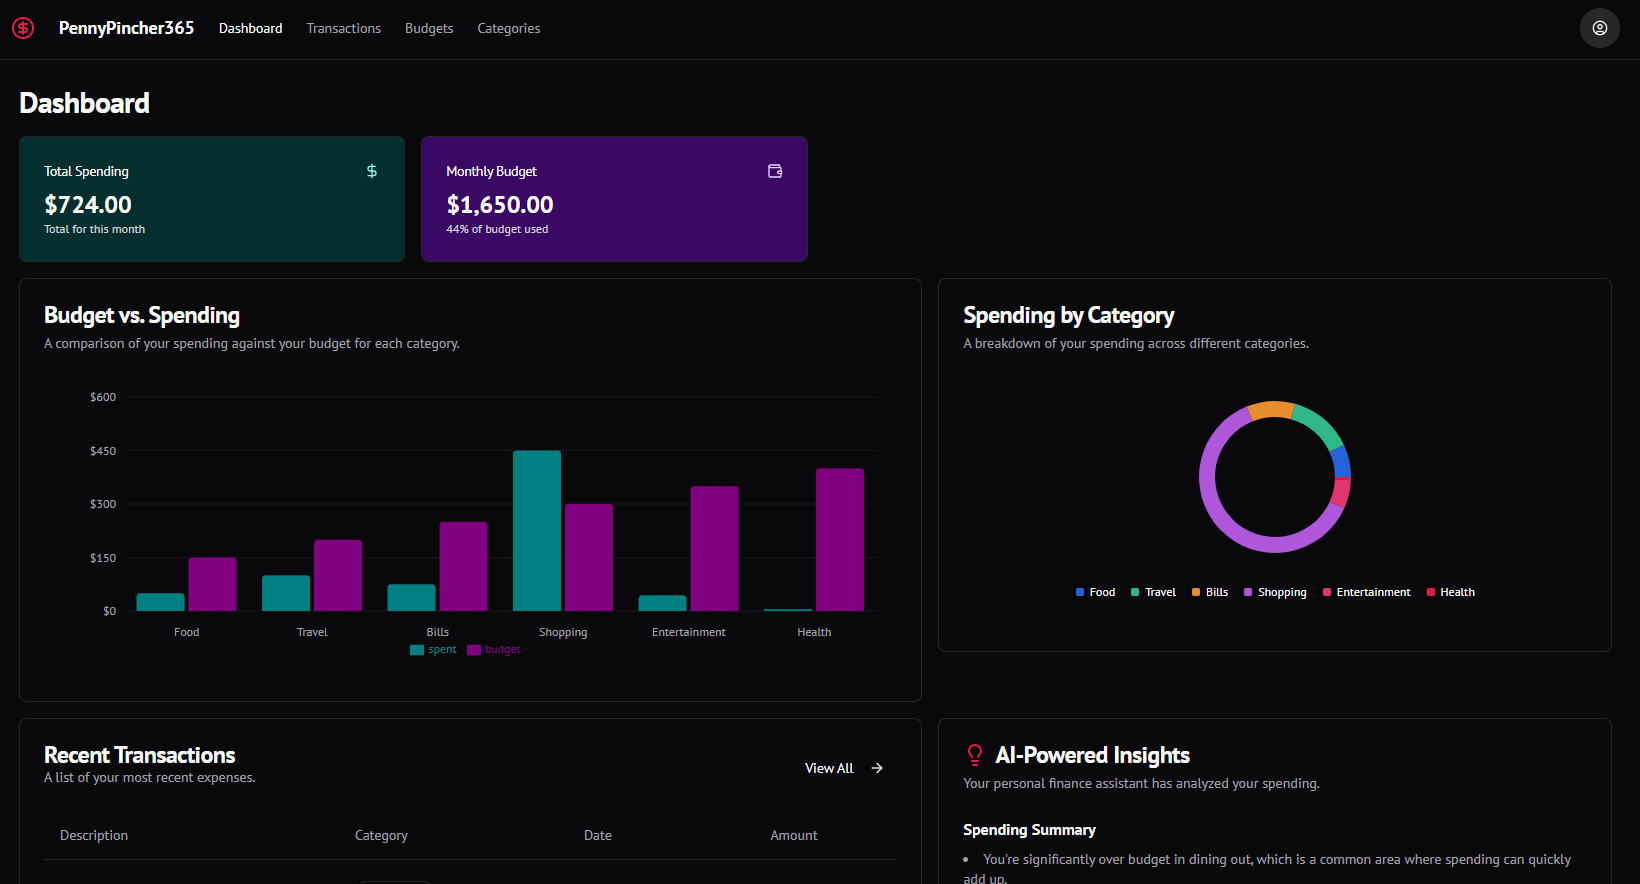 PennyPincher365 Dashboard Transactions Budgets Categories
Dashboard
Total Spending
$724.00
Total for this month
Monthly Budget
$1,650.00
44% of budget used
Budget vs. Spending
A comparison of your spending against your budget for each category.
$600
$450
$300
$150
$0
Food Travel Bills Shopping Entertainment Health
spent budget
Spending by Category
A breakdown of your spending across different categories.
Food Travel Bills Shopping Entertainment Health
Recent Transactions
A list of your most recent expenses.
View All
Description Category Date Amount
AI-Powered Insights
Your personal finance assistant has analyzed your spending.
Spending Summary
• You're significantly over budget in dining out, which is a common area where spending can quickly
add up.